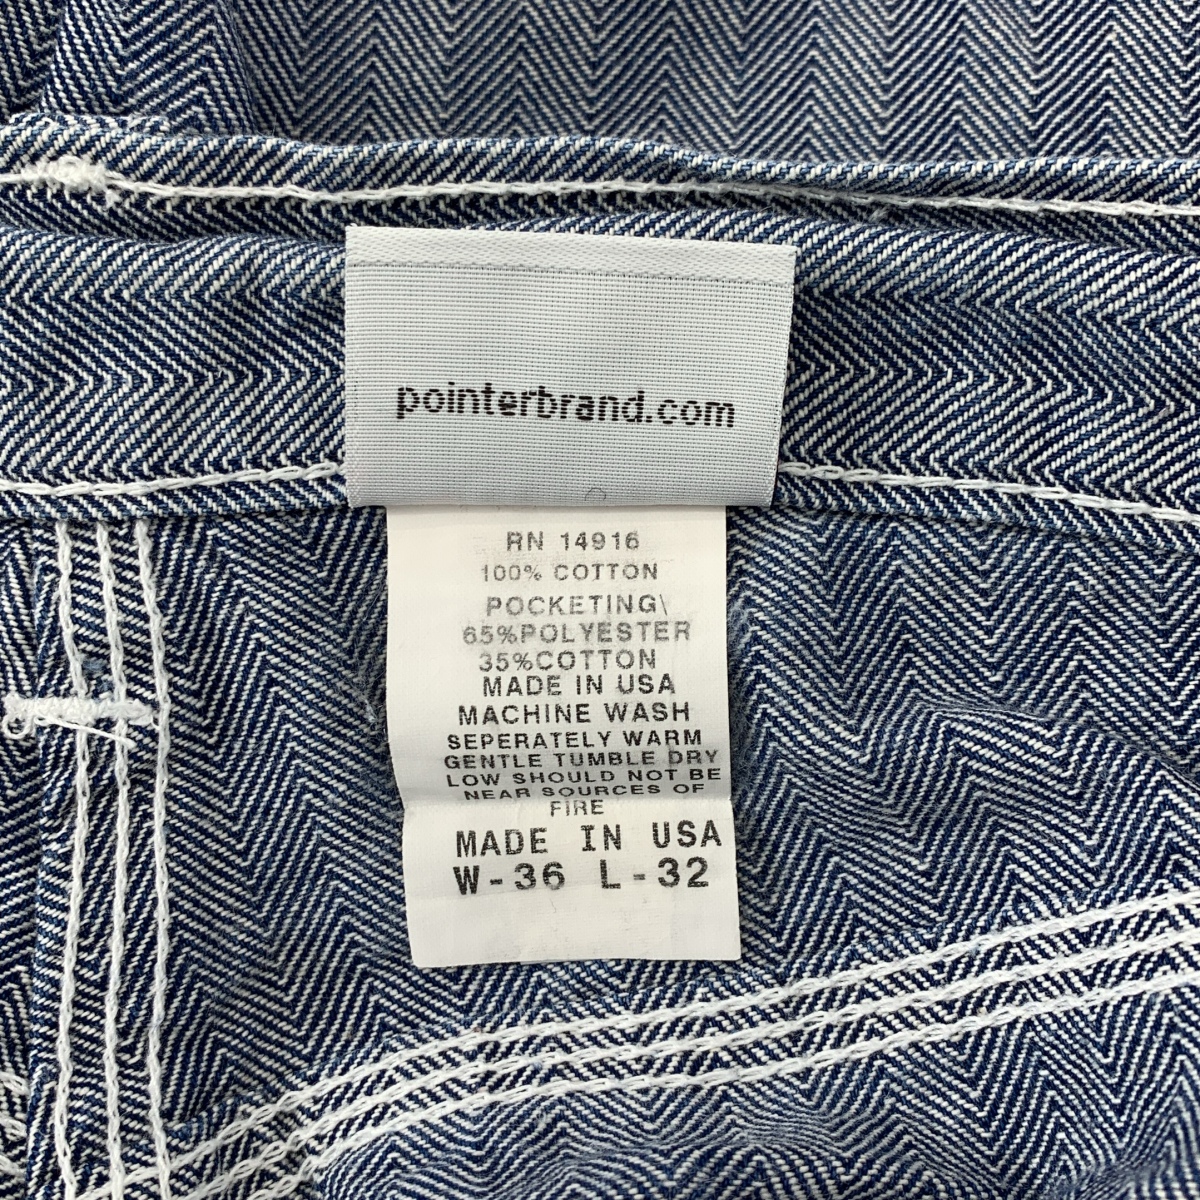 pointerbrand.com
RN 14916
100% COTTON
POCKETING\
65%POLYESTER
35%COTTON
MADE IN USA
MACHINE WASH
SEPERATELY WARM
GENTLE TUMBLE DRY
LOW SHOULD NOT BE
NEAR SOURCES OF
FIRE
MADE IN USA
W-36 L-32